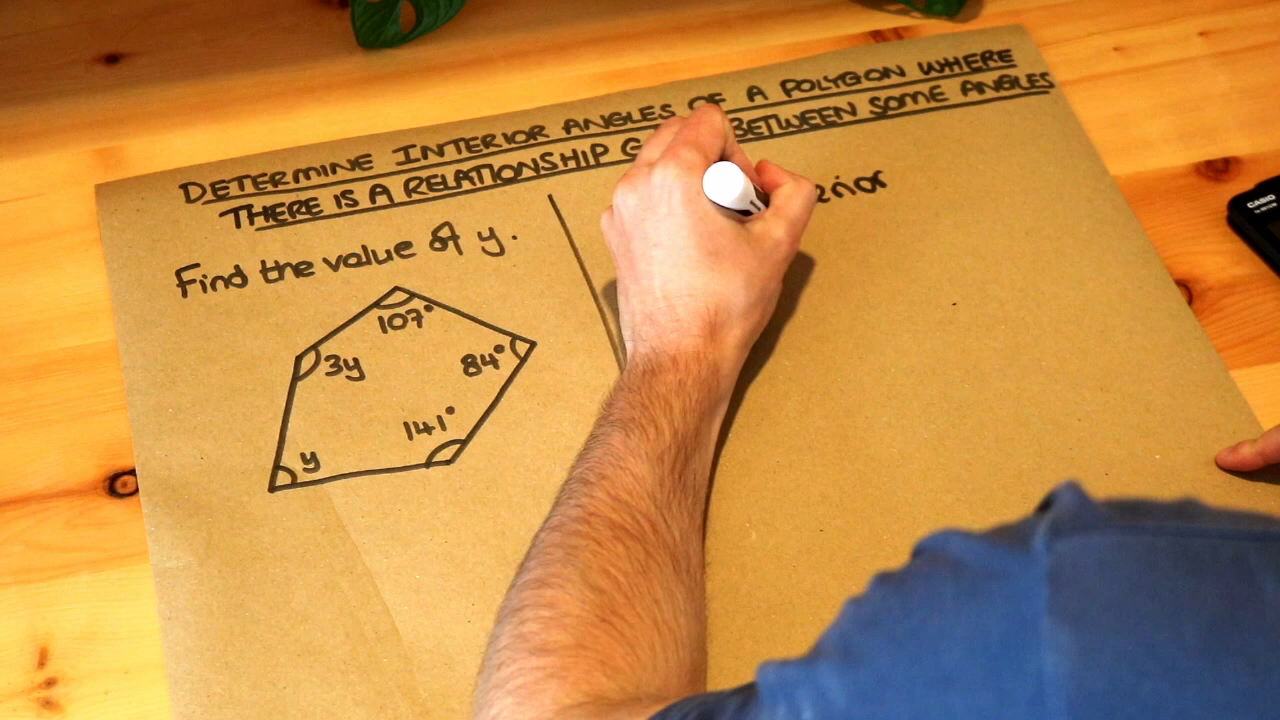 DETERMINE INTERIOR ANGLES OF A POLYGON WHERE
THERE IS A RELATIONSHIP BETWEEN SOME ANGLES
Find the value of y.
107°
3y
84°
141°
y
CASIO